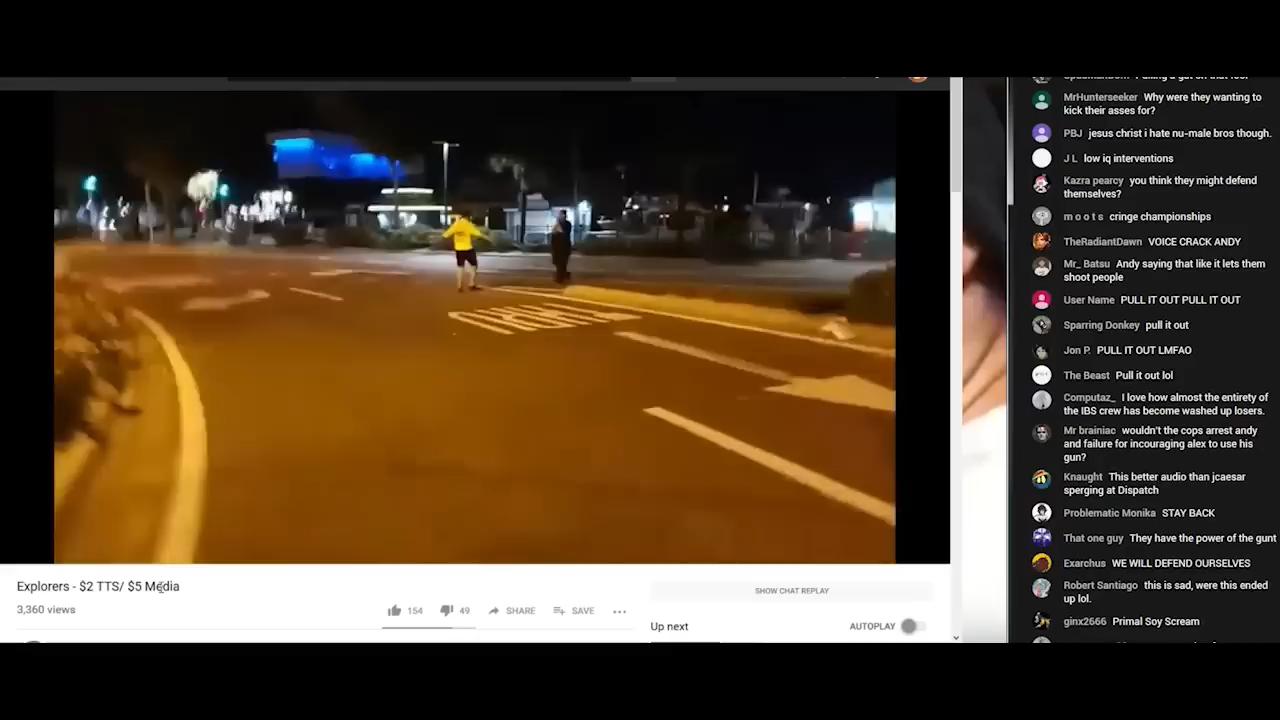 MrHunterseeker Why were they wanting to
kick their asses for?
PBJ jesus christ i hate nu-male bros though.
J L low iq interventions
Kazra pearcy you think they might defend
themselves?
m o o t s cringe championships
TheRadiantDawn VOICE CRACK ANDY
Mr_ Batsu Andy saying that like it lets them
shoot people
User Name PULL IT OUT PULL IT OUT
Sparring Donkey pull it out
Jon P. PULL IT OUT LMFAO
The Beast Pull it out lol
Computaz_ I love how almost the entirety of
the IBS crew has become washed up losers.
Mr brainiac wouldn't the cops arrest andy
and failure for incouraging alex to use his
gun?
Knaught This better audio than jcaesar
sperging at Dispatch
Problematic Monika STAY BACK
That one guy They have the power of the gunt
Exarchus WE WILL DEFEND OURSELVES
Robert Santiago this is sad, were this ended
up lol.
ginx2666 Primal Soy Scream
Explorers - $2 TTS/ $5 Media
3,360 views
154
49
SHARE
SAVE
SHOW CHAT REPLAY
Up next
AUTOPLAY